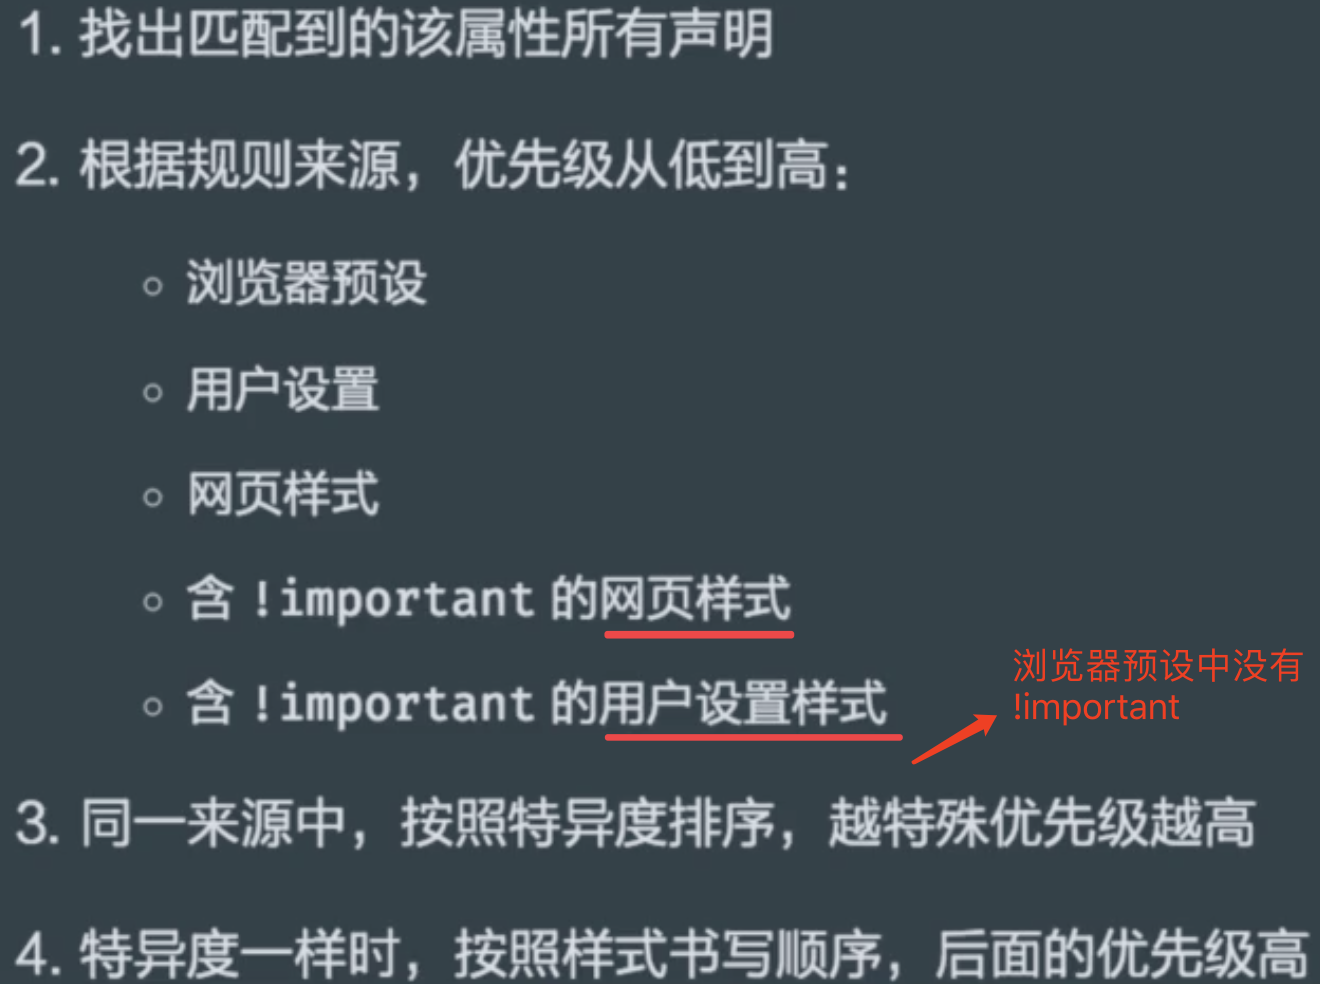 1. 找出匹配到的该属性所有声明
2. 根据规则来源，优先级从低到高：
浏览器预设
用户设置
网页样式
含 !important 的网页样式
含 !important 的用户设置样式
浏览器预设中没有
!important
3. 同一来源中，按照特异度排序，越特殊优先级越高
4. 特异度一样时，按照样式书写顺序，后面的优先级高